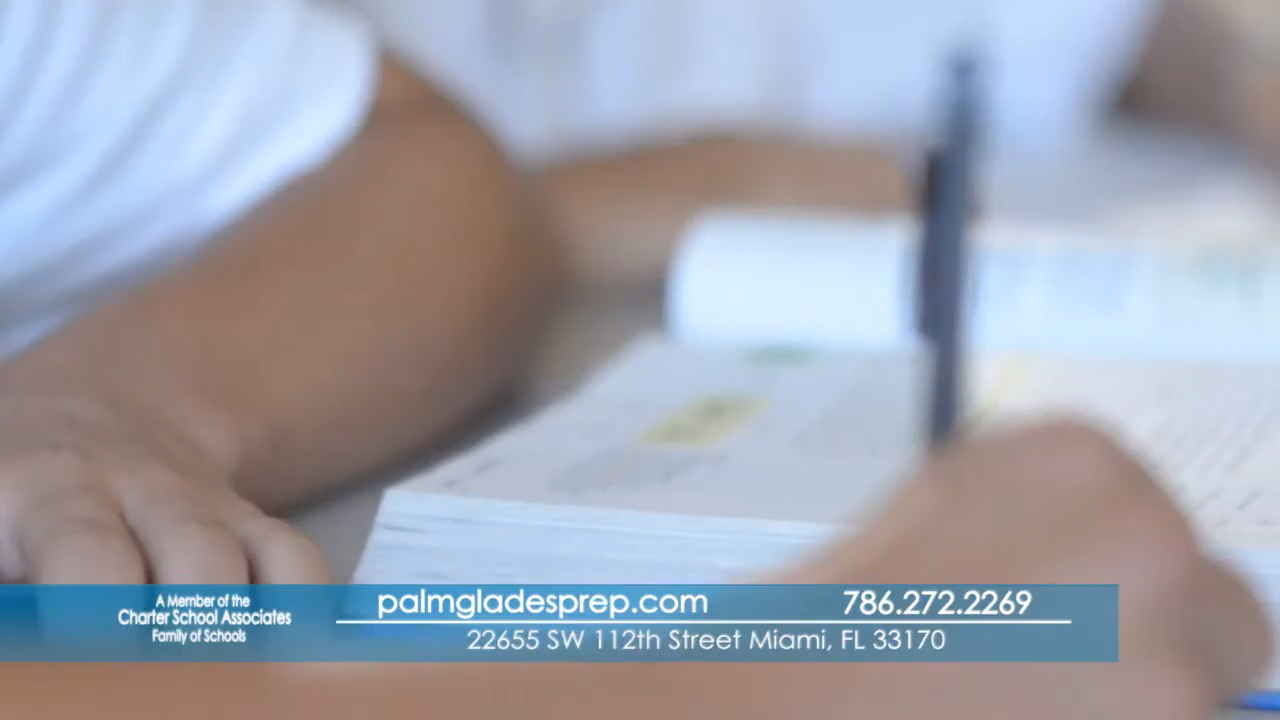 A Member of the
Charter School Associates
Family of Schools
palmgladesprep.com
786.272.2269
22655 SW 112th Street Miami, FL 33170